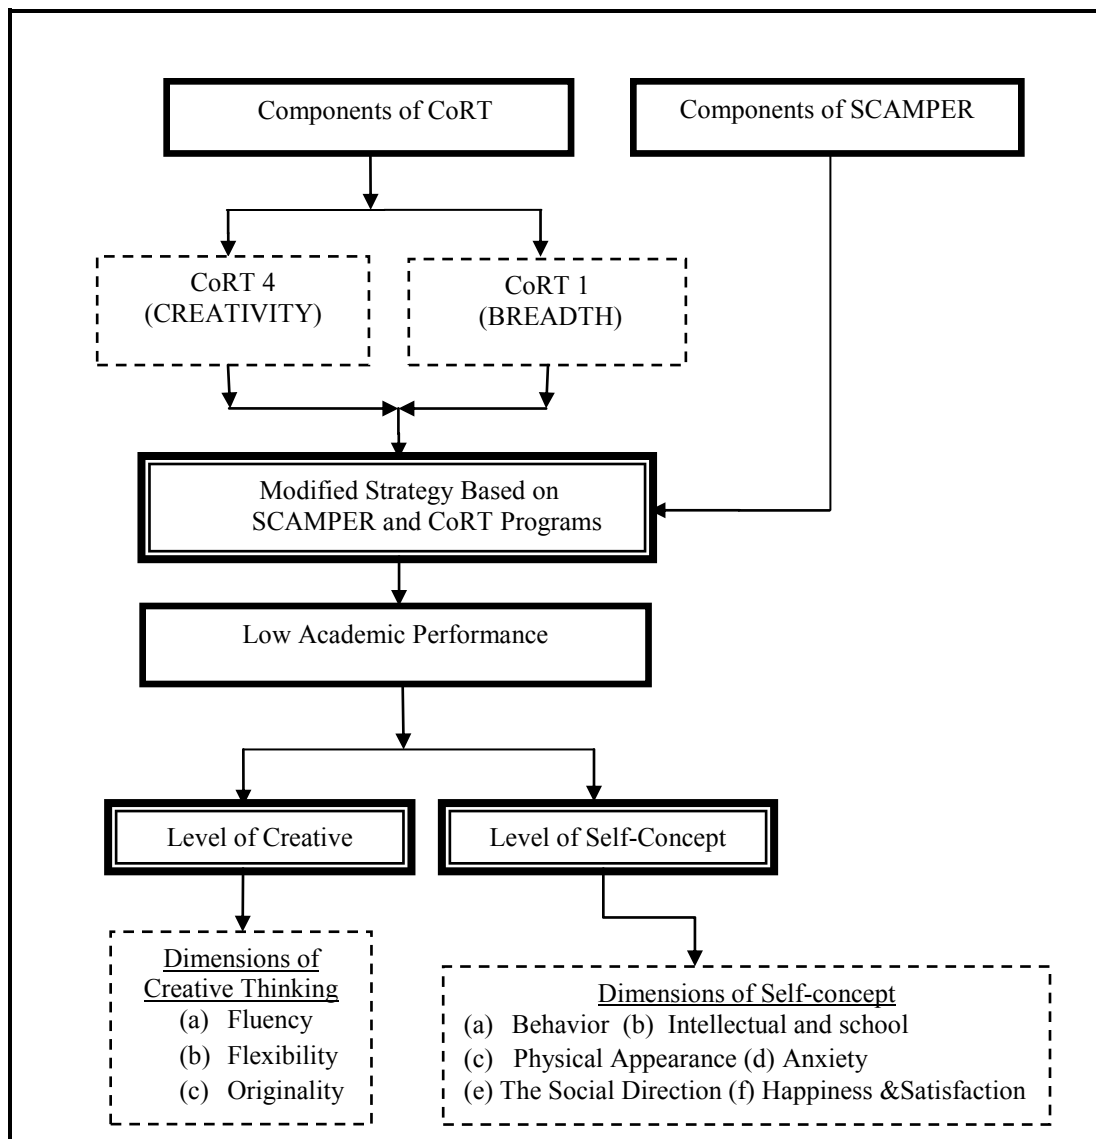 Components of CoRT
Components of SCAMPER
CoRT 4
(CREATIVITY)
CoRT 1
(BREADTH)
Modified Strategy Based on
SCAMPER and CoRT Programs
Low Academic Performance
Level of Creative
Level of Self-Concept
Dimensions of
Creative Thinking
(a) Fluency
(b) Flexibility
(c) Originality
Dimensions of Self-concept
(a) Behavior (b) Intellectual and school
(c) Physical Appearance (d) Anxiety
(e) The Social Direction (f) Happiness &Satisfaction